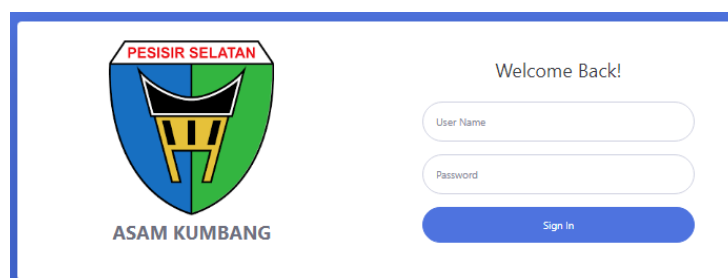 PESISIR SELATAN
ASAM KUMBANG
Welcome Back!
User Name
Password
Sign In